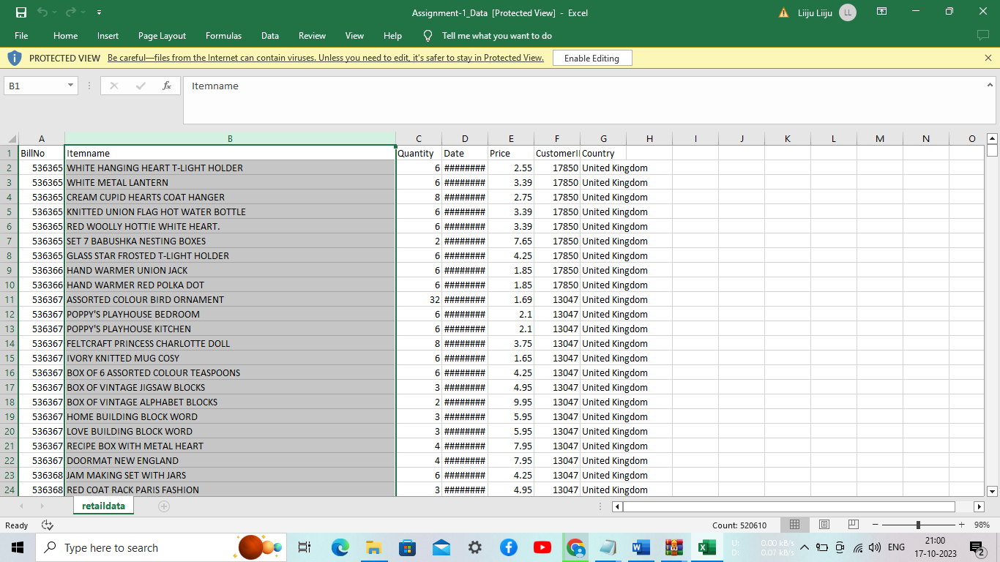 Assignment-1_Data [Protected View] - Excel
Liiju Liiju LL
File Home Insert Page Layout Formulas Data Review View Help Tell me what you want to do
PROTECTED VIEW Be careful—files from the Internet can contain viruses. Unless you need to edit, it's safer to stay in Protected View. Enable Editing
B1 fx Itemname
A B C D E F G H I J K L M N O
1 BillNo Itemname Quantity Date Price CustomerI Country
2 536365 WHITE HANGING HEART T-LIGHT HOLDER 6 ######## 2.55 17850 United Kingdom
3 536365 WHITE METAL LANTERN 6 ######## 3.39 17850 United Kingdom
4 536365 CREAM CUPID HEARTS COAT HANGER 8 ######## 2.75 17850 United Kingdom
5 536365 KNITTED UNION FLAG HOT WATER BOTTLE 6 ######## 3.39 17850 United Kingdom
6 536365 RED WOOLLY HOTTIE WHITE HEART. 6 ######## 3.39 17850 United Kingdom
7 536365 SET 7 BABUSHKA NESTING BOXES 2 ######## 7.65 17850 United Kingdom
8 536365 GLASS STAR FROSTED T-LIGHT HOLDER 6 ######## 4.25 17850 United Kingdom
9 536366 HAND WARMER UNION JACK 6 ######## 1.85 17850 United Kingdom
10 536366 HAND WARMER RED POLKA DOT 6 ######## 1.85 17850 United Kingdom
11 536367 ASSORTED COLOUR BIRD ORNAMENT 32 ######## 1.69 13047 United Kingdom
12 536367 POPPY'S PLAYHOUSE BEDROOM 6 ######## 2.1 13047 United Kingdom
13 536367 POPPY'S PLAYHOUSE KITCHEN 6 ######## 2.1 13047 United Kingdom
14 536367 FELTCRAFT PRINCESS CHARLOTTE DOLL 8 ######## 3.75 13047 United Kingdom
15 536367 IVORY KNITTED MUG COSY 6 ######## 1.65 13047 United Kingdom
16 536367 BOX OF 6 ASSORTED COLOUR TEASPOONS 6 ######## 4.25 13047 United Kingdom
17 536367 BOX OF VINTAGE JIGSAW BLOCKS 3 ######## 4.95 13047 United Kingdom
18 536367 BOX OF VINTAGE ALPHABET BLOCKS 2 ######## 9.95 13047 United Kingdom
19 536367 HOME BUILDING BLOCK WORD 3 ######## 5.95 13047 United Kingdom
20 536367 LOVE BUILDING BLOCK WORD 3 ######## 5.95 13047 United Kingdom
21 536367 RECIPE BOX WITH METAL HEART 4 ######## 7.95 13047 United Kingdom
22 536367 DOORMAT NEW ENGLAND 4 ######## 7.95 13047 United Kingdom
23 536368 JAM MAKING SET WITH JARS 6 ######## 4.25 13047 United Kingdom
24 536368 RED COAT RACK PARIS FASHION 3 ######## 4.95 13047 United Kingdom
retaildata
Ready Count: 520610 98%
Type here to search
U: 0.00 kB/s
D: 0.07 kB/s
ENG
21:00
17-10-2023
2